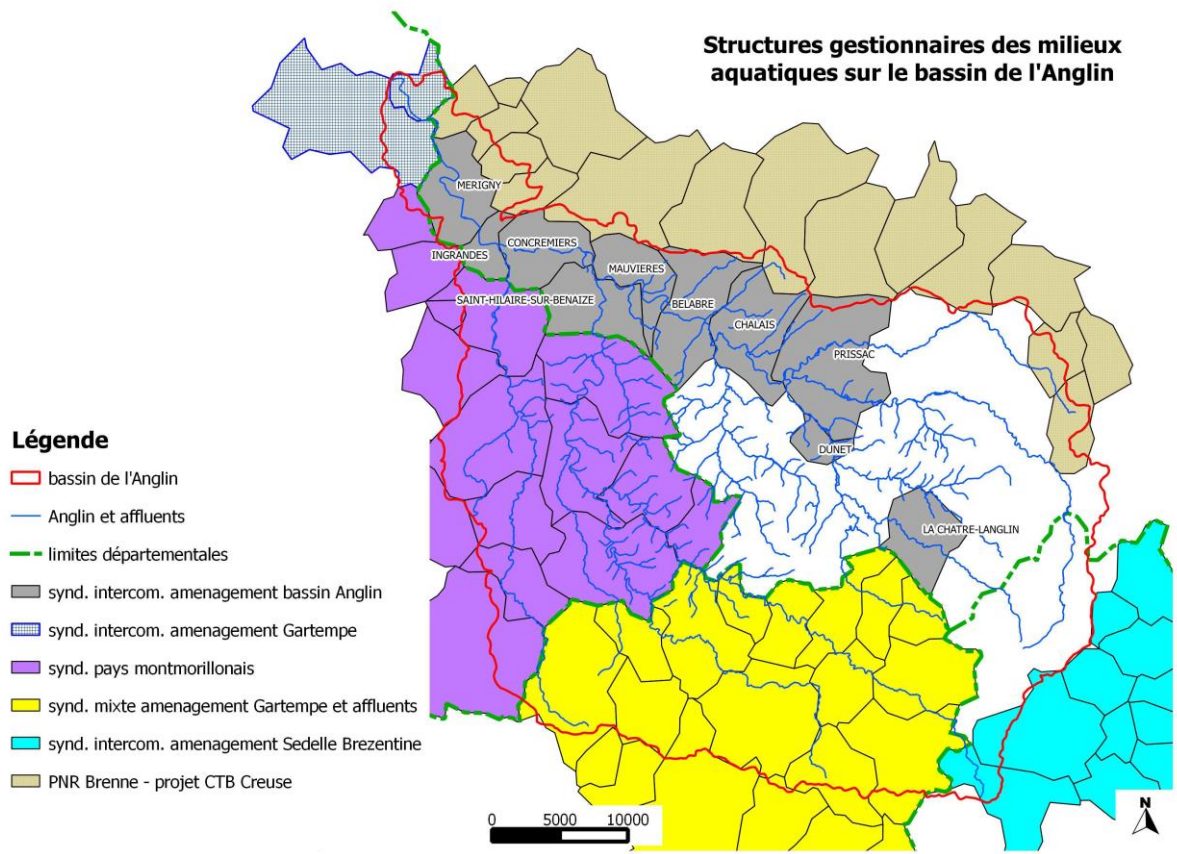 Structures gestionnaires des milieux
aquatiques sur le bassin de l'Anglin
MERIGNY
CONCREMIERS
INGRANDES
MAUVIERES
SAINT-HILAIRE-SUR-BENAIZE
BELABRE
CHALAIS
PRISSAC
DUNET
LA CHATRE-LANGLIN
Légende
bassin de l'Anglin
Anglin et affluents
limites départementales
synd. intercom. amenagement bassin Anglin
synd. intercom. amenagement Gartempe
synd. pays montmorillonais
synd. mixte amenagement Gartempe et affluents
synd. intercom. amenagement Sedelle Brezentine
PNR Brenne - projet CTB Creuse
0 5000 10000
N